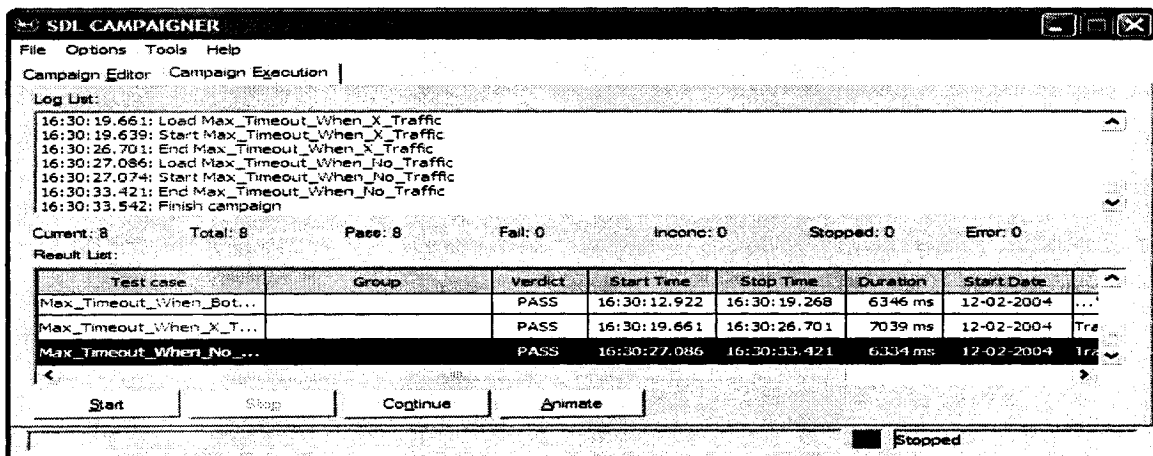 SDL CAMPAIGNER
File Options Tools Help
Campaign Editor Campaign Execution
Log List:
16:30:19.661: Load Max_Timeout_When_X_Traffic
16:30:19.639: Start Max_Timeout_When_X_Traffic
16:30:26.701: End Max_Timeout_When_X_Traffic
16:30:27.086: Load Max_Timeout_When_No_Traffic
16:30:27.074: Start Max_Timeout_When_No_Traffic
16:30:33.421: End Max_Timeout_When_No_Traffic
16:30:33.542: Finish campaign
Current: 8 Total: 8 Pass: 8 Fail: 0 Inconc: 0 Stopped: 0 Error: 0
Result List:
Test case Group Verdict Start Time Stop Time Duration Start Date
Max_Timeout_When_Bot... PASS 16:30:12.922 16:30:19.268 6346 ms 12-02-2004 ...
Max_Timeout_When_X_T... PASS 16:30:19.661 16:30:26.701 7039 ms 12-02-2004 Tra
Max_Timeout_When_No_... PASS 16:30:27.086 16:30:33.421 6334 ms 12-02-2004 Tra
Start Stop Continue Animate
Stopped